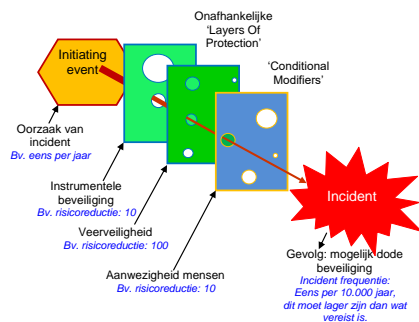 Onafhankelijke
'Layers Of
Protection'
Initiating
event
'Conditional
Modifiers'
Oorzaak van
incident
Bv. eens per jaar
Instrumentele
beveiliging
Bv. risicoreductie: 10
Veerveiligheid
Bv. risicoreductie: 100
Aanwezigheid mensen
Bv. risicoreductie: 10
Incident
Gevolg: mogelijk dode
beveiliging
Incident frequentie:
Eens per 10.000 jaar,
dit moet lager zijn dan wat
vereist is.